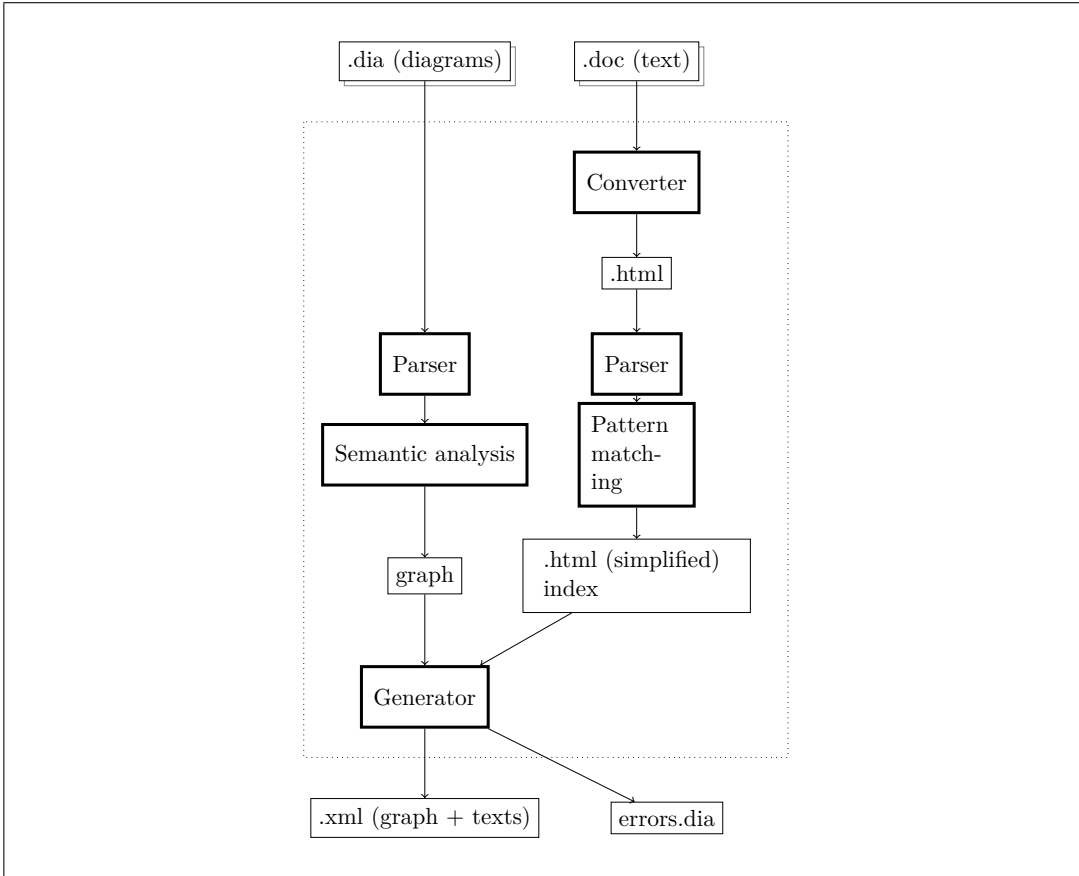 .dia (diagrams)
.doc (text)
Converter
.html
Parser
Parser
Semantic analysis
Pattern
match-
ing
graph
.html (simplified)
index
Generator
.xml (graph + texts)
errors.dia